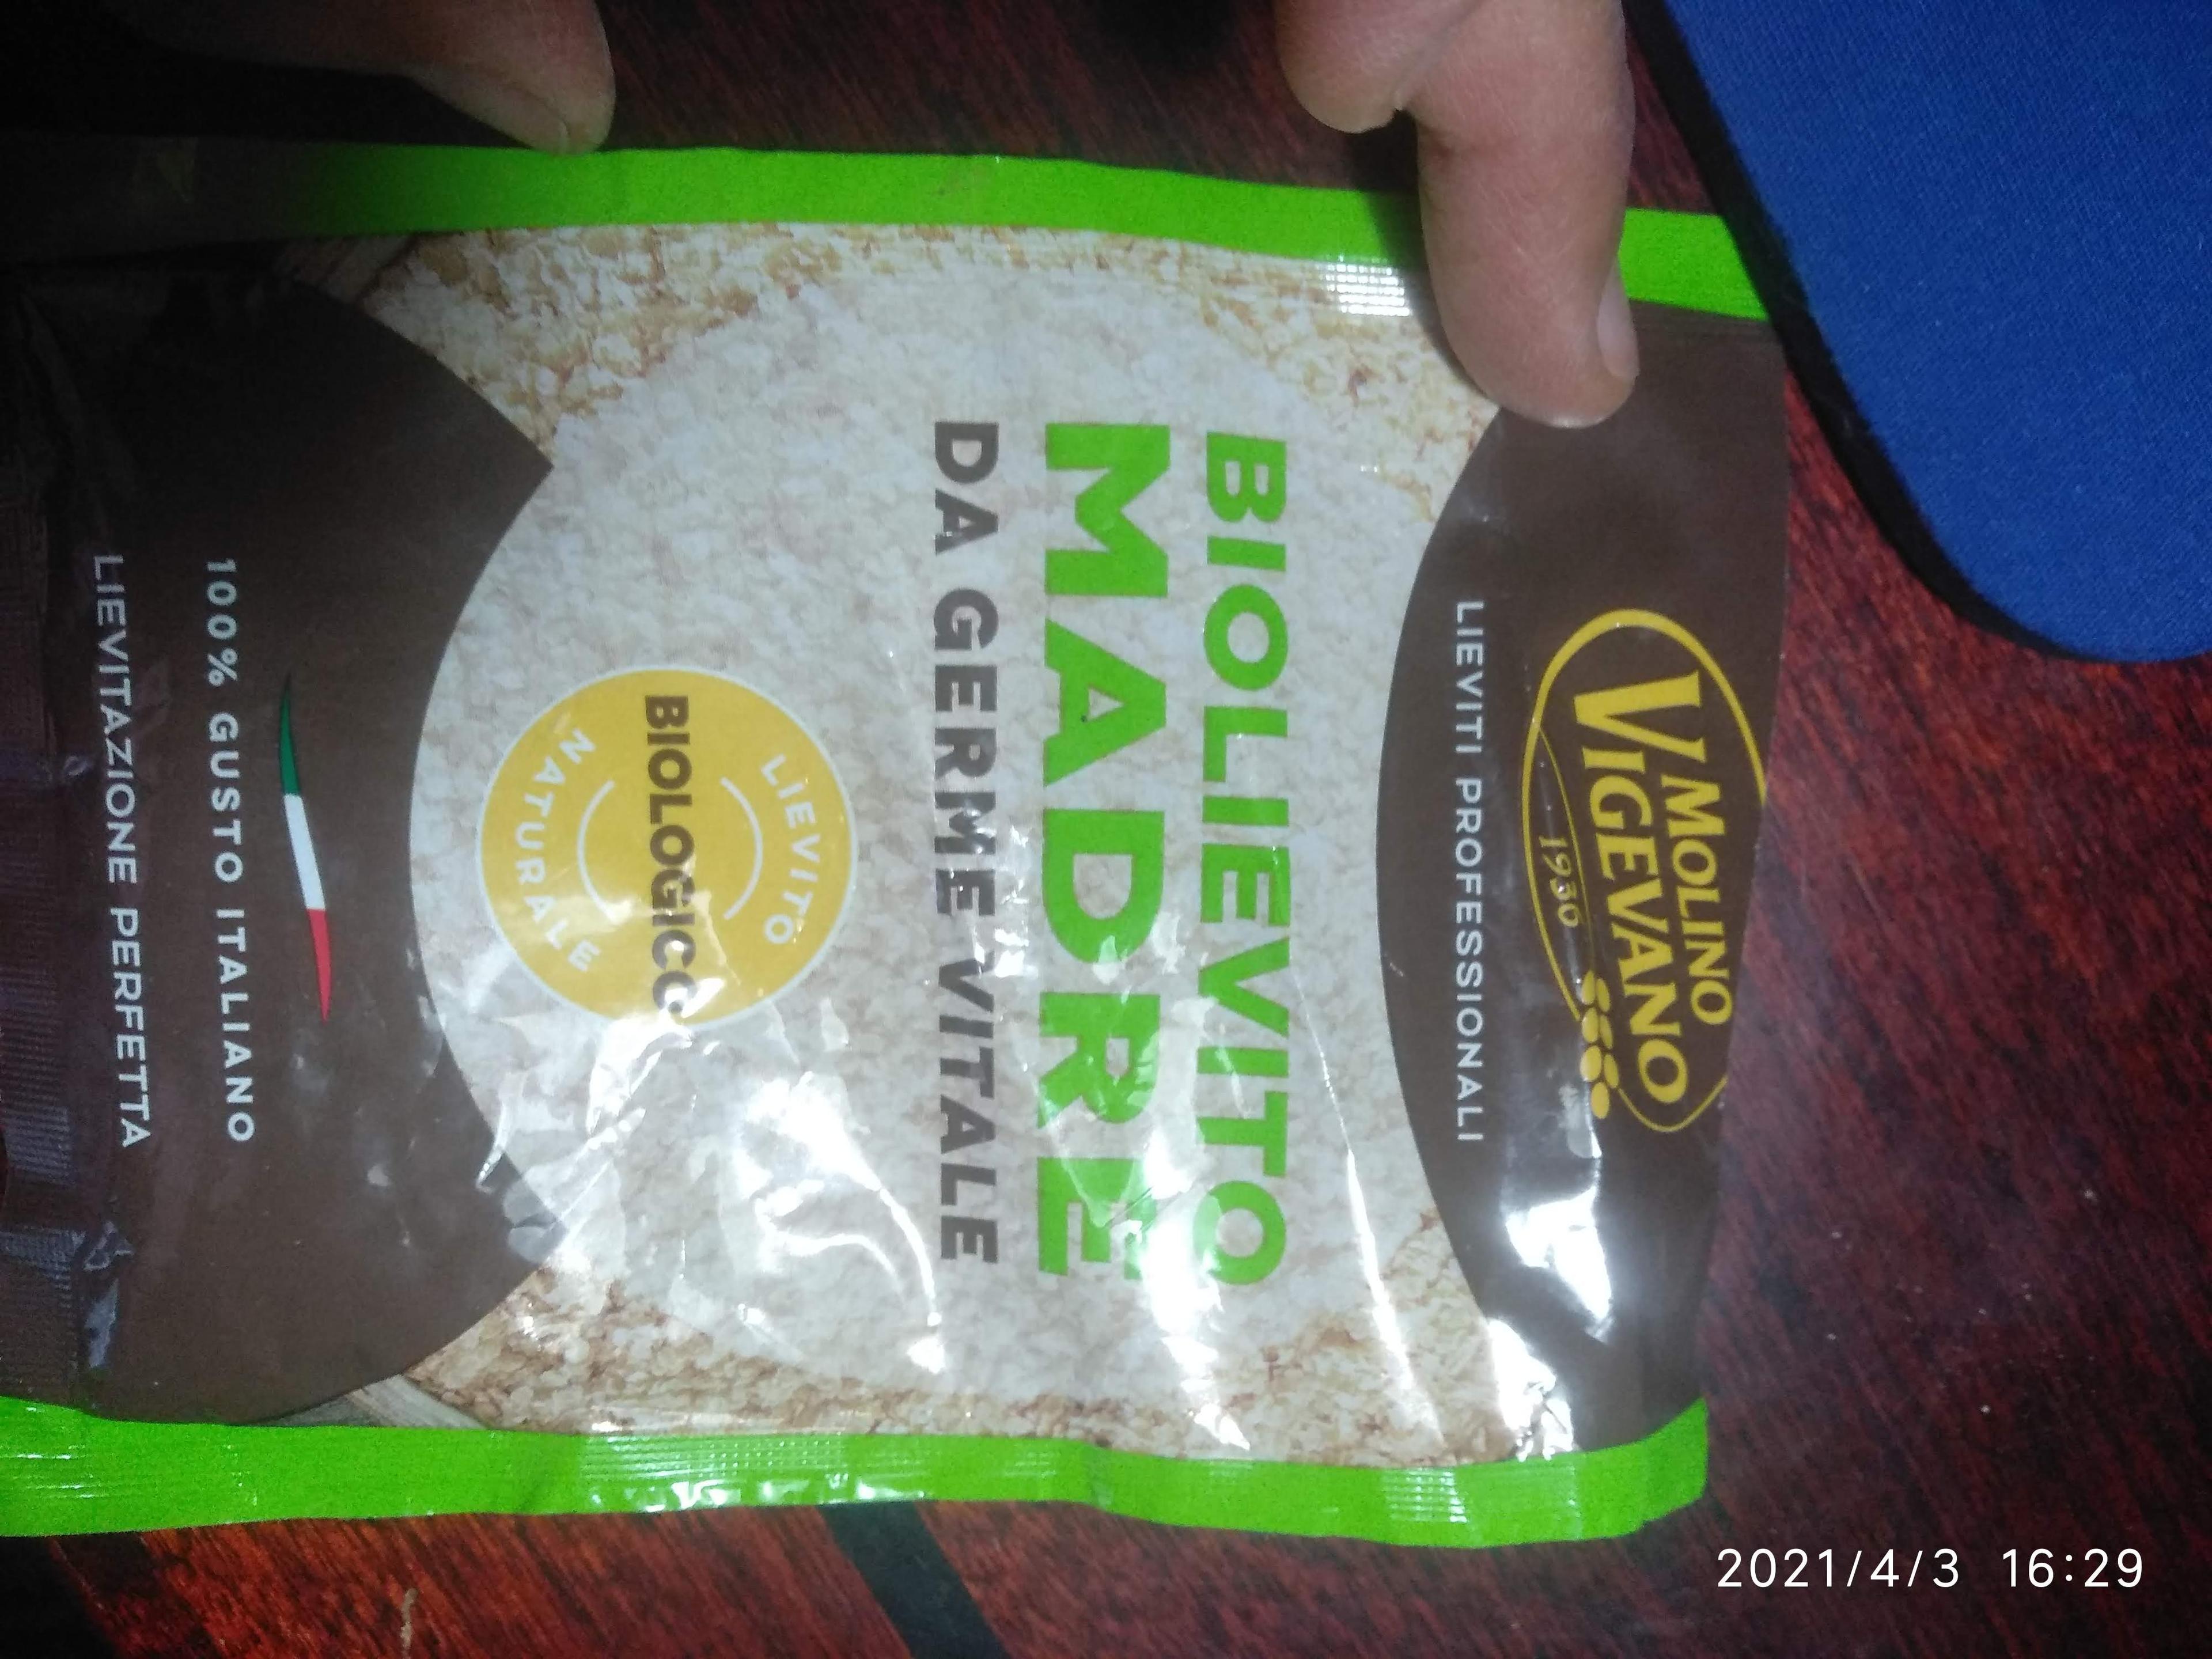 MOLINO
VIGEVANO
1936
LIEVITI PROFESSIONALI
BIOLIEVITO
MADRE
DA GERME VITALE
LIEVITO
BIOLOGICO
NATURALE
100% GUSTO ITALIANO
LIEVITAZIONE PERFETTA
2021/4/3 16:29